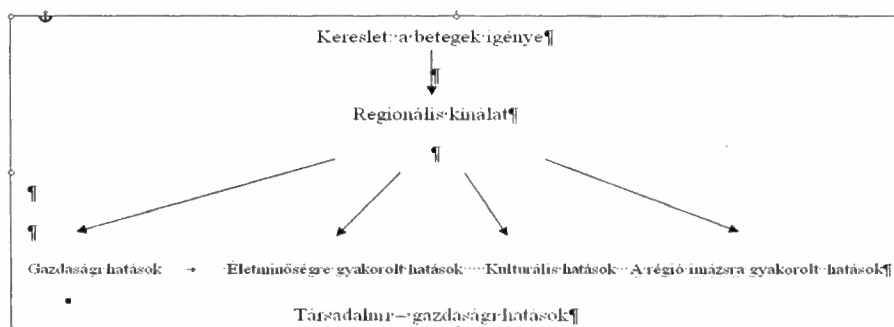 Kereslet: a betegek igénye¶
¶
Regionális kínálat¶
¶
¶
¶
Gazdasági hatások → Életminőségre gyakorolt hatások Kulturális hatások A régió imázsra gyakorolt hatások¶
Társadalmi – gazdasági hatások¶